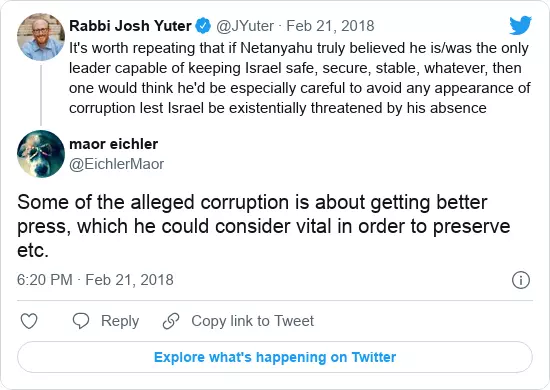 Rabbi Josh Yuter @JYuter · Feb 21, 2018
It's worth repeating that if Netanyahu truly believed he is/was the only
leader capable of keeping Israel safe, secure, stable, whatever, then
one would think he'd be especially careful to avoid any appearance of
corruption lest Israel be existentially threatened by his absence
maor eichler
@EichlerMaor
Some of the alleged corruption is about getting better
press, which he could consider vital in order to preserve
etc.
6:20 PM · Feb 21, 2018
Reply Copy link to Tweet
Explore what's happening on Twitter